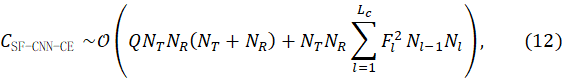 C_{SF-CNN-CE} ~𝒪 ( QN_T N_R (N_T + N_R) + N_T N_R ∑_{l=1}^{L_c} F_l^2 N_{l-1} N_l ), (12)